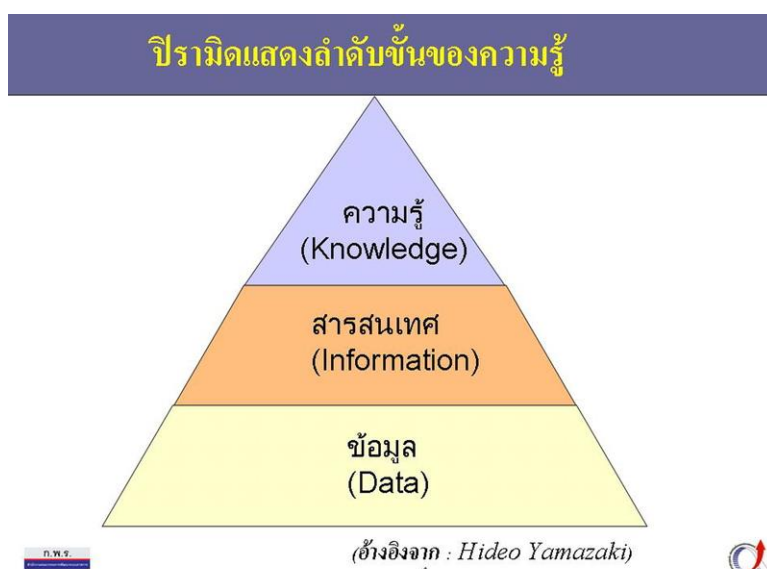 ปิรามิดแสดงลำดับขั้นของความรู้
ความรู้
(Knowledge)
สารสนเทศ
(Information)
ข้อมูล
(Data)
(อ้างอิงจาก : Hideo Yamazaki)
ก.พ.ร.